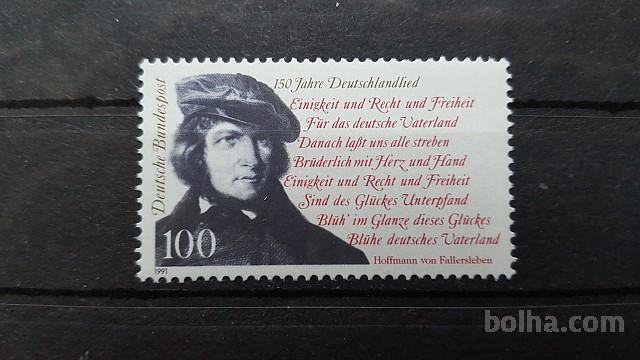 150 Jahre Deutschlandlied
Einigkeit und Recht und Freiheit
Für das deutsche Vaterland
Danach laßt uns alle streben
Brüderlich mit Herz und Hand
Einigkeit und Recht und Freiheit
Sind des Glückes Unterpfand
Blüh' im Glanze dieses Glückes
Blühe deutsches Vaterland
Hoffmann von Fallersleben
Deutsche Bundespost
100
1991
bolha.com